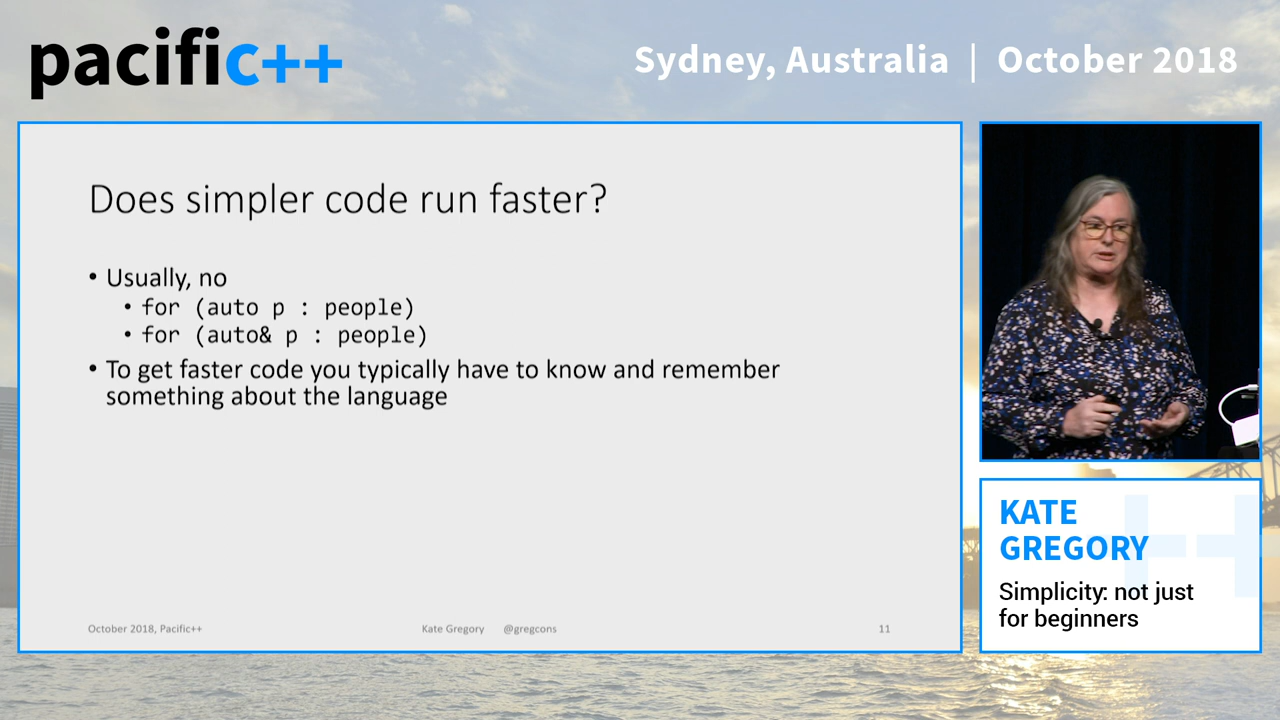 pacific++
Sydney, Australia | October 2018
Does simpler code run faster?
• Usually, no
• for (auto p : people)
• for (auto& p : people)
• To get faster code you typically have to know and remember
something about the language
October 2018, Pacific++
Kate Gregory @gregcons
11
KATE
GREGORY
Simplicity: not just
for beginners